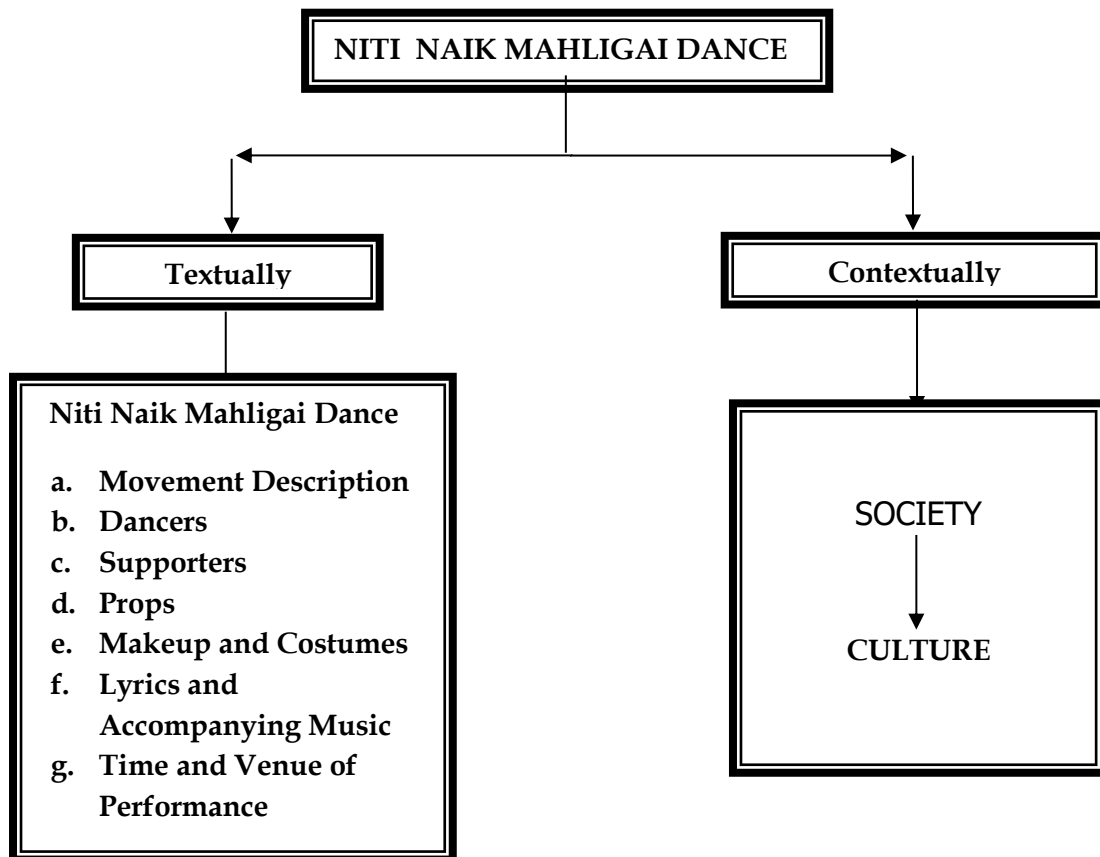 NITI NAIK MAHLIGAI DANCE
Textually
Contextually
Niti Naik Mahligai Dance
a. Movement Description
b. Dancers
c. Supporters
d. Props
e. Makeup and Costumes
f. Lyrics and
Accompanying Music
g. Time and Venue of
Performance
SOCIETY
CULTURE